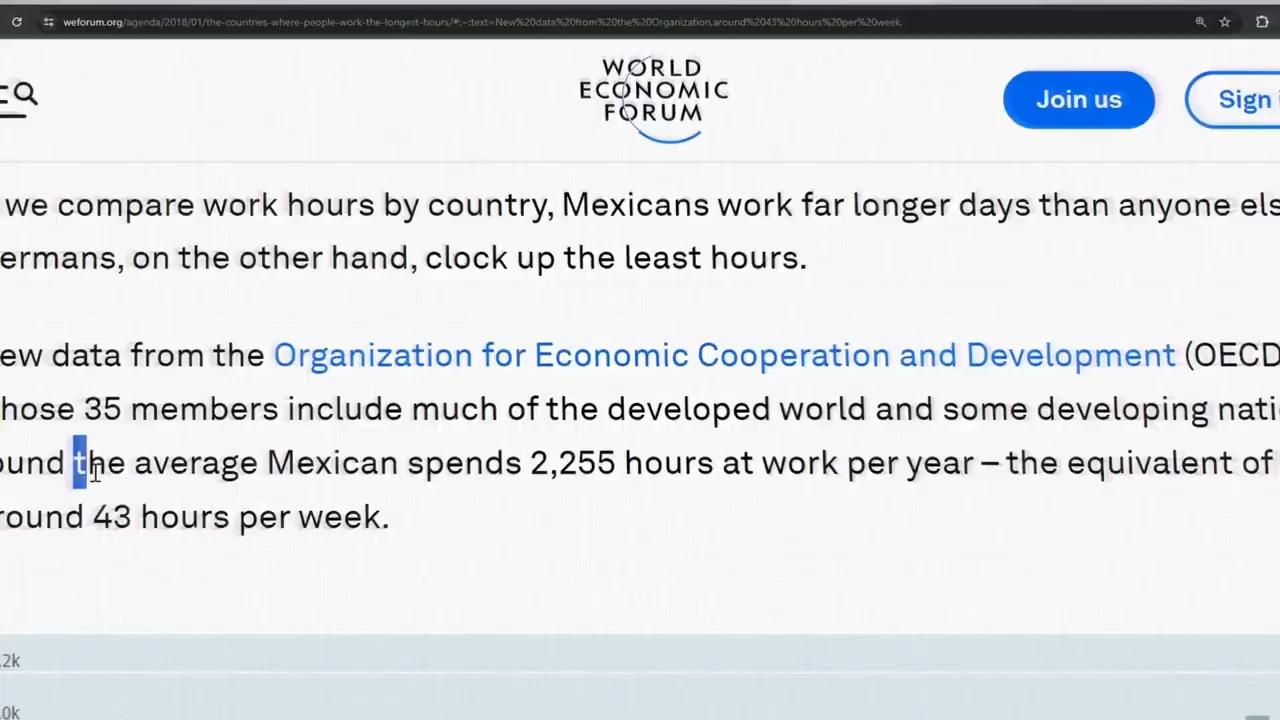 weforum.org/agenda/2018/01/the-countries-where-people-work-the-longest-hours/#:~:text=New%20data%20from%20the%20Organization,around%2043%20hours%20per%20week.
WORLD
ECONOMIC
FORUM
Join us
Sign
we compare work hours by country, Mexicans work far longer days than anyone els
ermans, on the other hand, clock up the least hours.
ew data from the Organization for Economic Cooperation and Development (OECD
hose 35 members include much of the developed world and some developing nati
ound the average Mexican spends 2,255 hours at work per year – the equivalent of
round 43 hours per week.
2k
0k